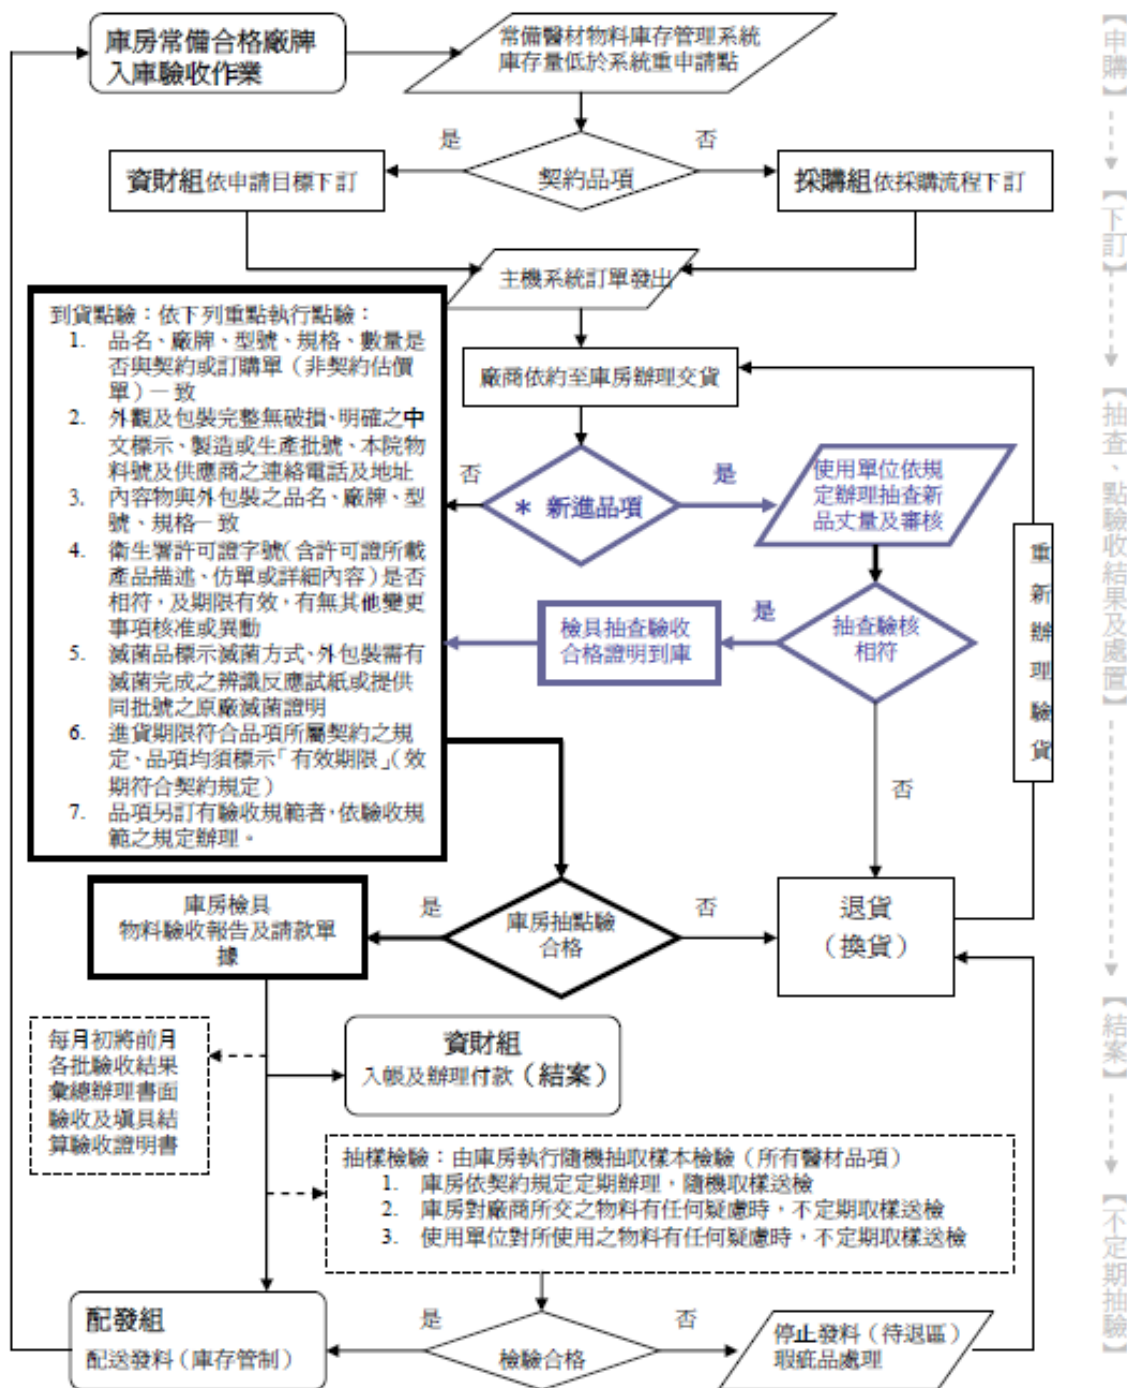 庫房常備合格廠牌
入庫驗收作業
常備醫材物料庫存管理系統
庫存量低於系統重申請點
是
否
契約品項
資財組依申請目標下訂
採購組依採購流程下訂
主機系統訂單發出
到貨點驗：依下列重點執行點驗：
1. 品名、廠牌、型號、規格、數量是
否與契約或訂購單（非契約估價
單）一致
2. 外觀及包裝完整無破損、明確之中
文標示、製造或生產批號、本院物
料號及供應商之連絡電話及地址
3. 內容物與外包裝之品名、廠牌、型
號、規格一致
4. 衛生署許可證字號（含許可證所載
產品描述、仿單或詳細內容）是否
相符，及期限有效，有無其他變更
事項核准或異動
5. 滅菌品標示滅菌方式、外包裝需有
滅菌完成之辨識反應試紙或提供
同批號之原廠滅菌證明
6. 進貨期限符合品項所屬契約之規
定、品項均須標示「有效期限」（效
期符合契約規定）
7. 品項另訂有驗收規範者，依驗收規
範之規定辦理。
廠商依約至庫房辦理交貨
否
＊ 新進品項
是
使用單位依規
定辦理抽查新
品丈量及審核
抽查驗核
相符
是
檢具抽查驗收
合格證明到庫
否
重新辦理驗貨
庫房抽點驗
合格
是
否
庫房檢具
物料驗收報告及請款單
據
退貨
（換貨）
每月初將前月
各批驗收結果
彙總辦理書面
驗收及填具結
算驗收證明書
資財組
入帳及辦理付款（結案）
抽樣檢驗：由庫房執行隨機抽取樣本檢驗（所有醫材品項）
1. 庫房依契約規定定期辦理，隨機取樣送檢
2. 庫房對廠商所交之物料有任何疑慮時，不定期取樣送檢
3. 使用單位對所使用之物料有任何疑慮時，不定期取樣送檢
配發組
配送發料（庫存管制）
是
檢驗合格
否
停止發料（待退區）
瑕疵品處理
【申購】
【下訂】
【抽查、點驗收結果及處置】
【結案】
【不定期抽驗】